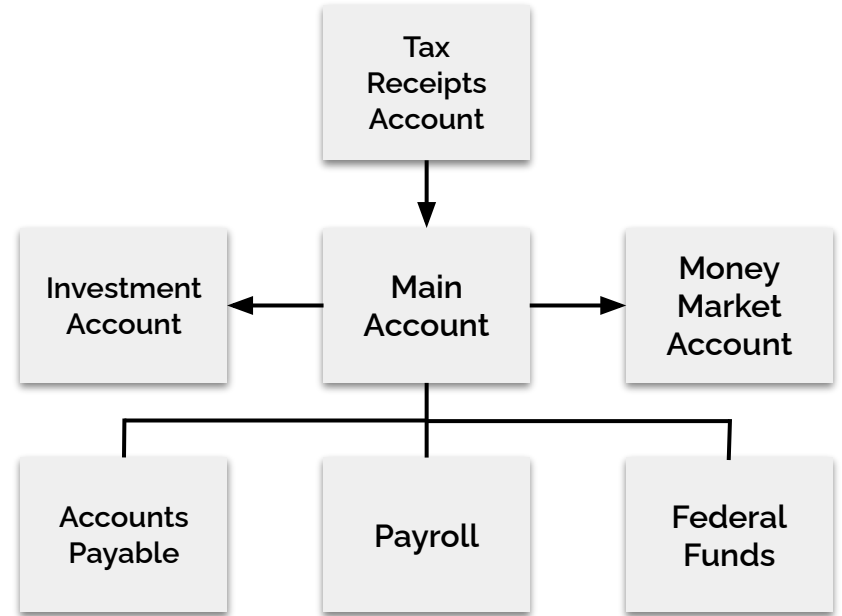 Tax
Receipts
Account
Investment
Account
Main
Account
Money
Market
Account
Accounts
Payable
Payroll
Federal
Funds